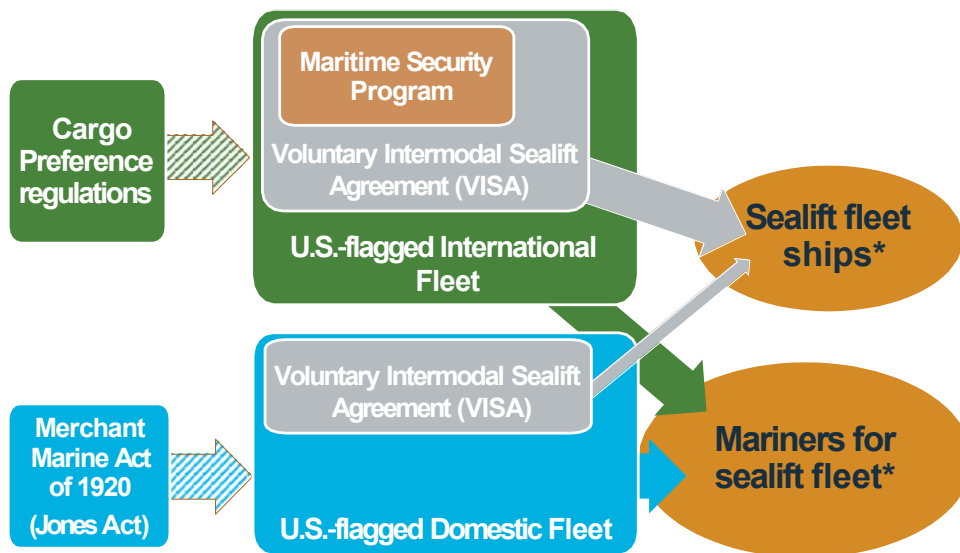 Maritime Security
Program
Cargo
Preference
regulations
Voluntary Intermodal Sealift
Agreement (VISA)
U.S.-flagged International
Fleet
Sealift fleet
ships*
Voluntary Intermodal Sealift
Agreement (VISA)
Merchant
Marine Act
of 1920
(Jones Act)
U.S.-flagged Domestic Fleet
Mariners for
sealift fleet*